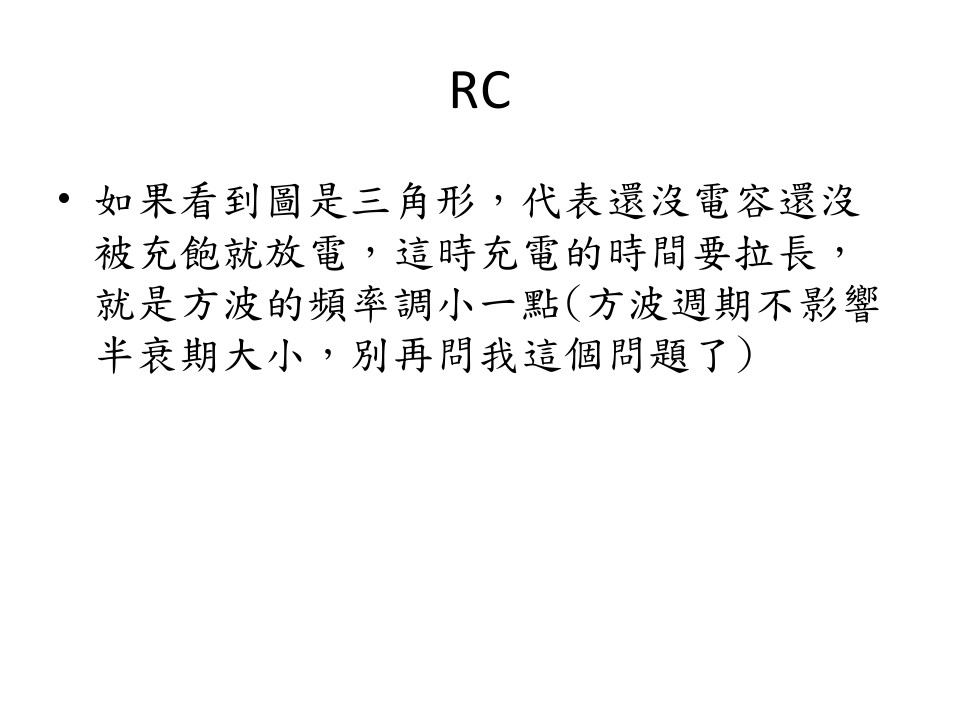 RC
• 如果看到圖是三角形，代表還沒電容還沒
被充飽就放電，這時充電的時間要拉長，
就是方波的頻率調小一點(方波週期不影響
半衰期大小，別再問我這個問題了)